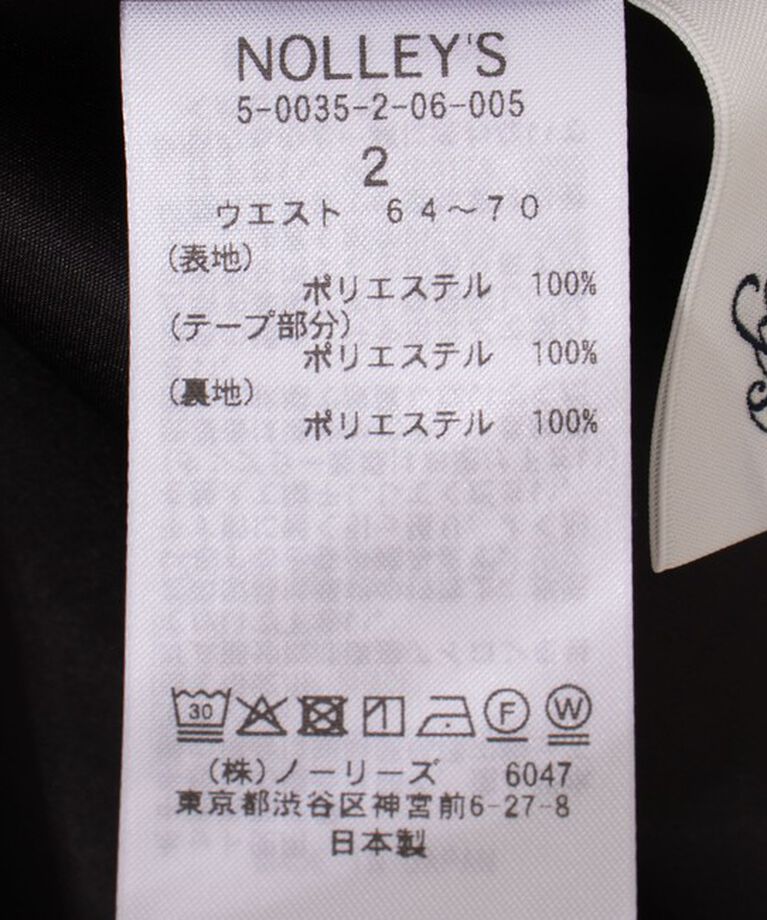 NOLLEY'S
5-0035-2-06-005
2
ウエスト 64～70
(表地)
ポリエステル 100%
(テープ部分)
ポリエステル 100%
(裏地)
ポリエステル 100%
30 F W
(株)ノーリーズ 6047
東京都渋谷区神宮前6-27-8
日本製